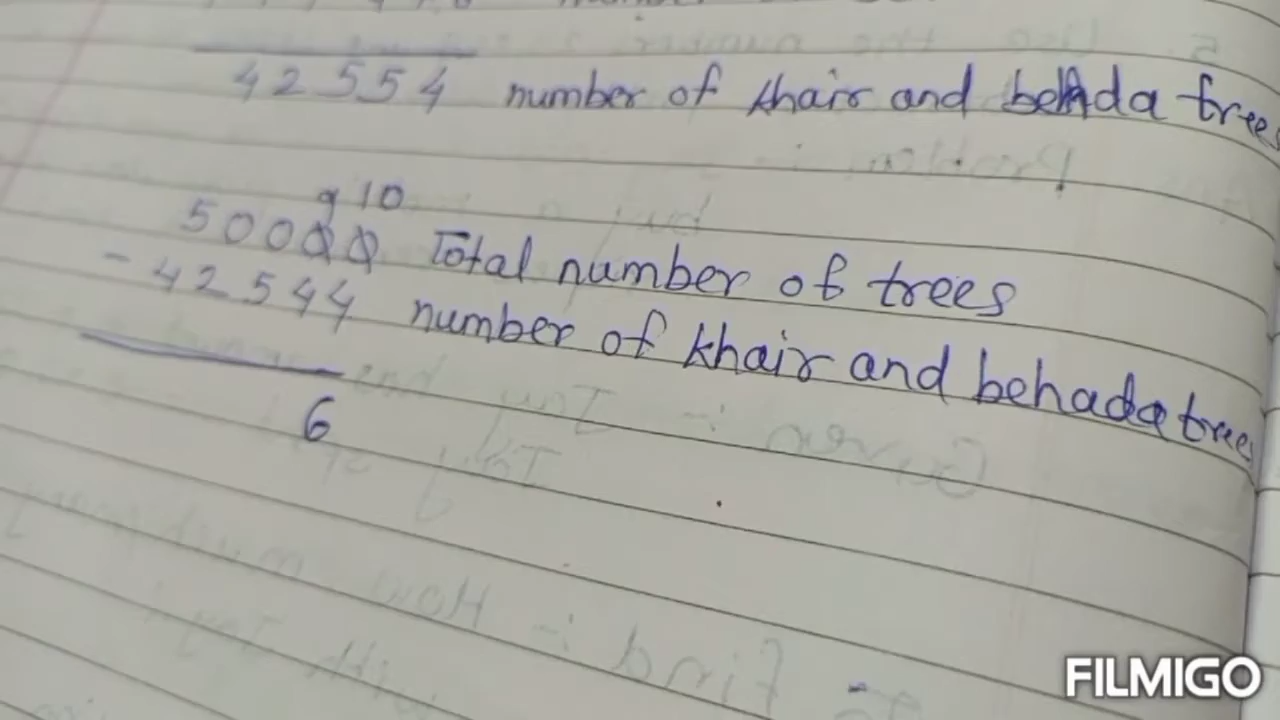 42554 number of khair and behada trees
9 10
50000 Total number of trees
- 42544 number of khair and behada trees
6
FILMIGO